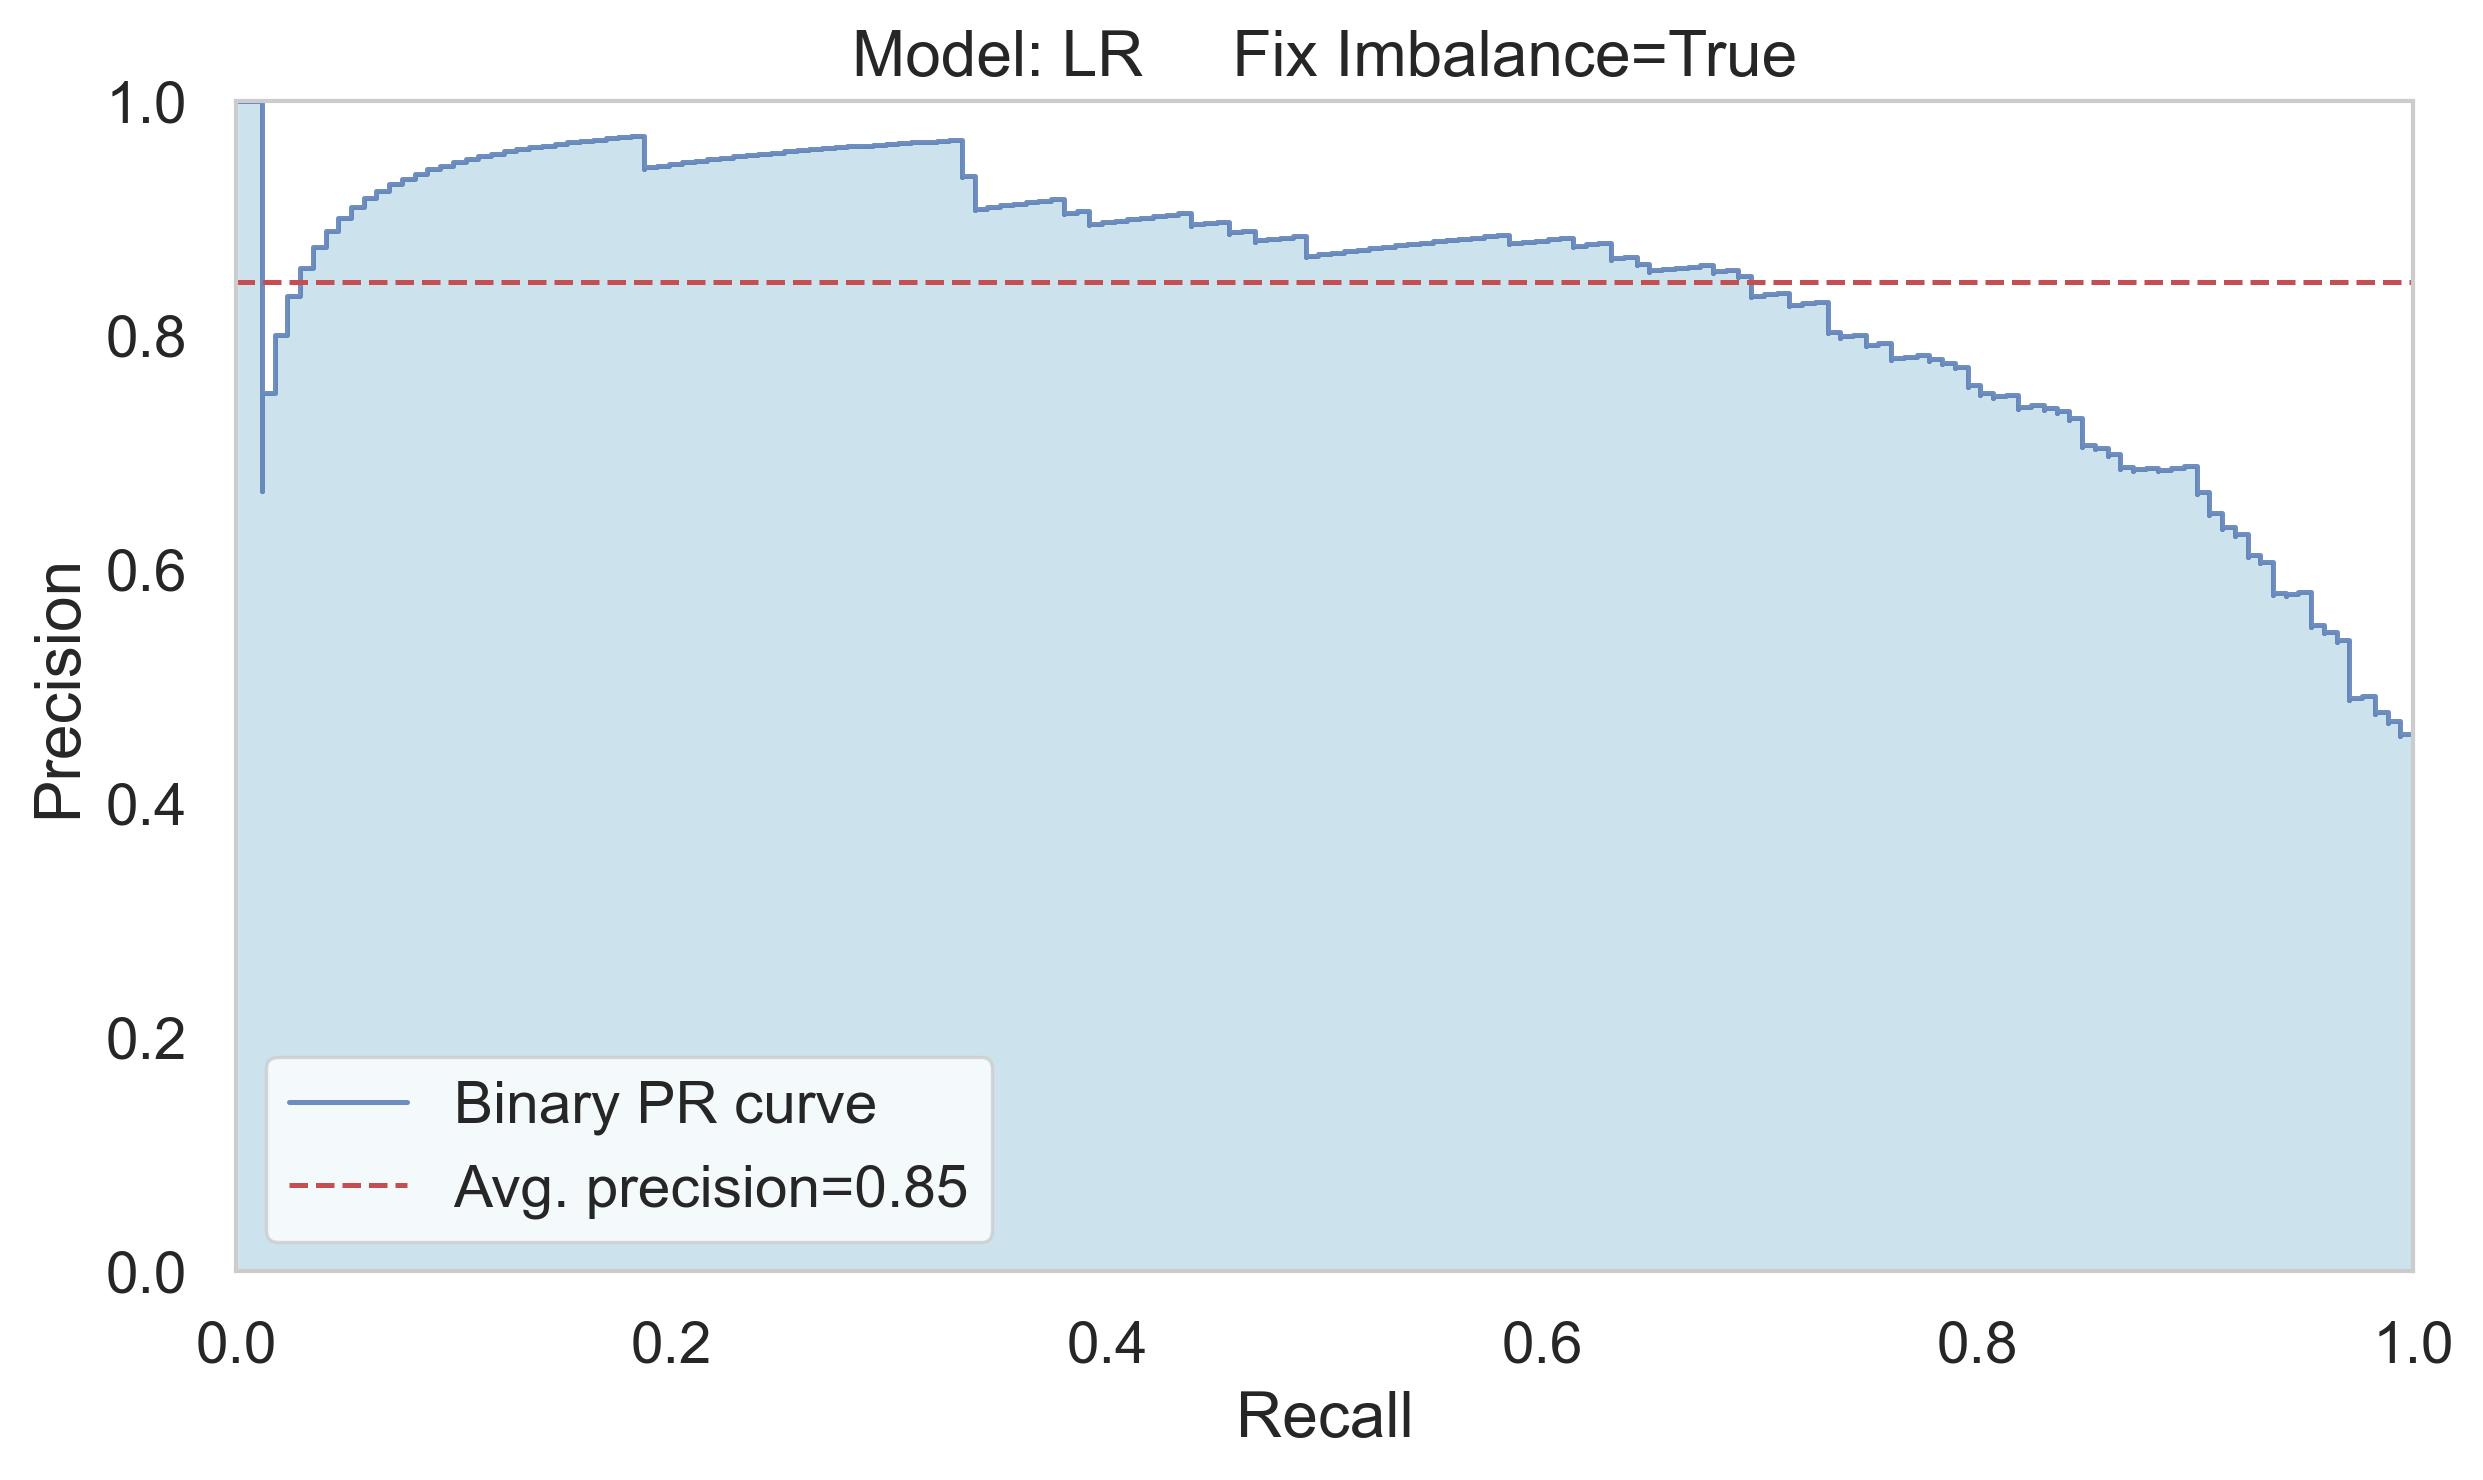 Model: LR Fix Imbalance=True
1.0
0.8
0.6
0.4
0.2
0.0
Precision
Binary PR curve
Avg. precision=0.85
0.0 0.2 0.4 0.6 0.8 1.0
Recall